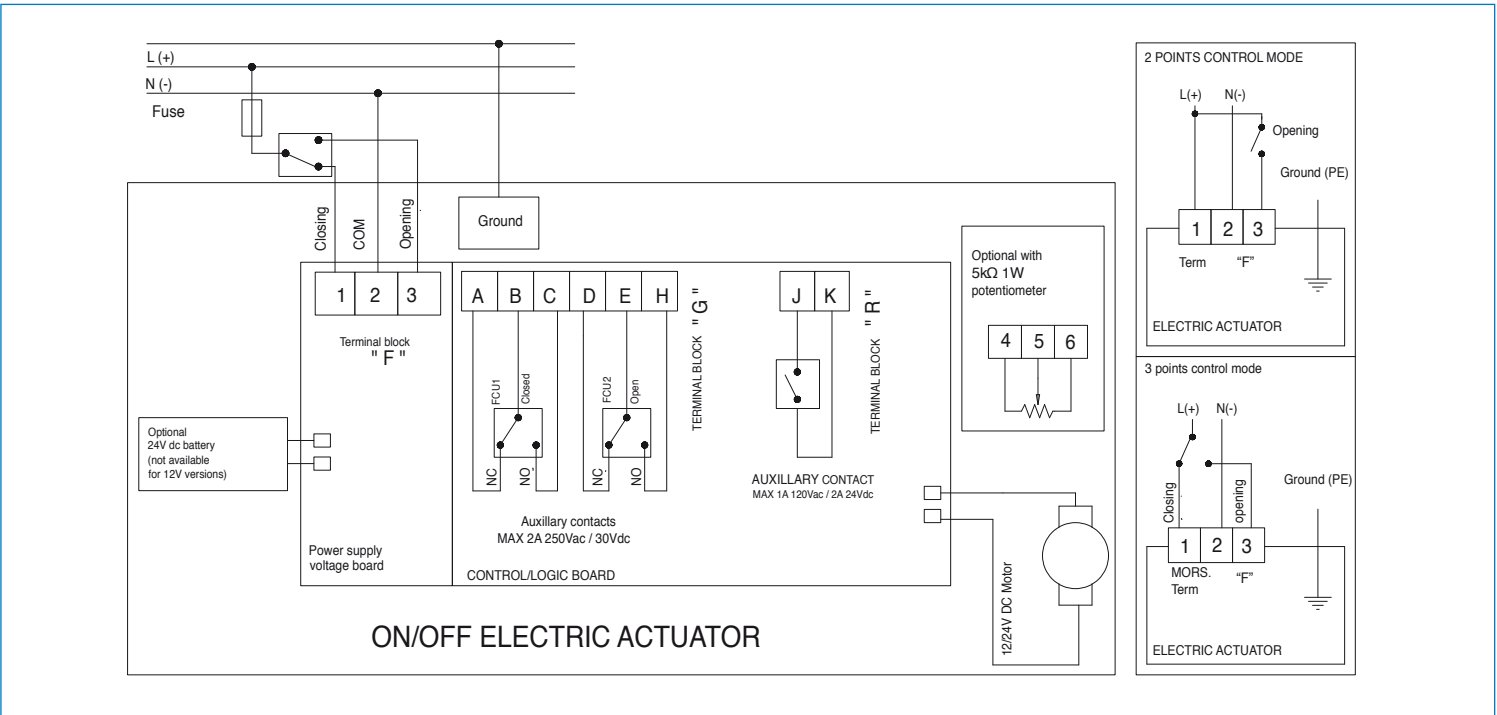 L (+)
N (-)
Fuse
Closing
COM
Opening
Ground
1 2 3
Terminal block
" F "
A B C D E H
TERMINAL BLOCK " G "
FCU1
Closed
FCU2
Open
NC
NO
NC
NO
Auxillary contacts
MAX 2A 250Vac / 30Vdc
J K
TERMINAL BLOCK " R "
AUXILLARY CONTACT
MAX 1A 120Vac / 2A 24Vdc
Optional with
5kΩ 1W
potentiometer
4 5 6
Optional
24V dc battery
(not available
for 12V versions)
Power supply
voltage board
CONTROL/LOGIC BOARD
12/24V DC Motor
ON/OFF ELECTRIC ACTUATOR
2 POINTS CONTROL MODE
L(+) N(-)
Opening
Ground (PE)
1 2 3
Term “F”
ELECTRIC ACTUATOR
3 points control mode
L(+) N(-)
Closing
opening
Ground (PE)
1 2 3
MORS.
Term
“F”
ELECTRIC ACTUATOR